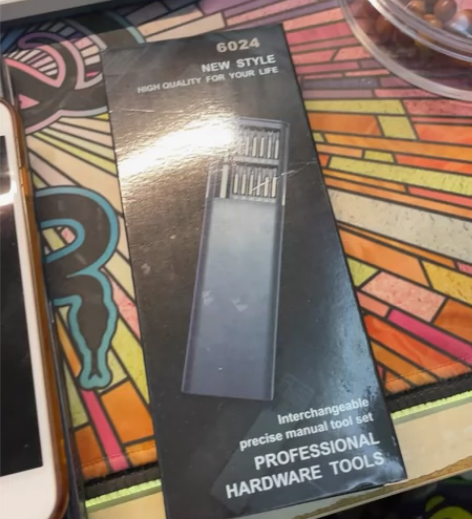 6024
NEW STYLE
HIGH QUALITY FOR YOUR LIFE
Interchangeable
precise manual tool set
PROFESSIONAL
HARDWARE TOOLS